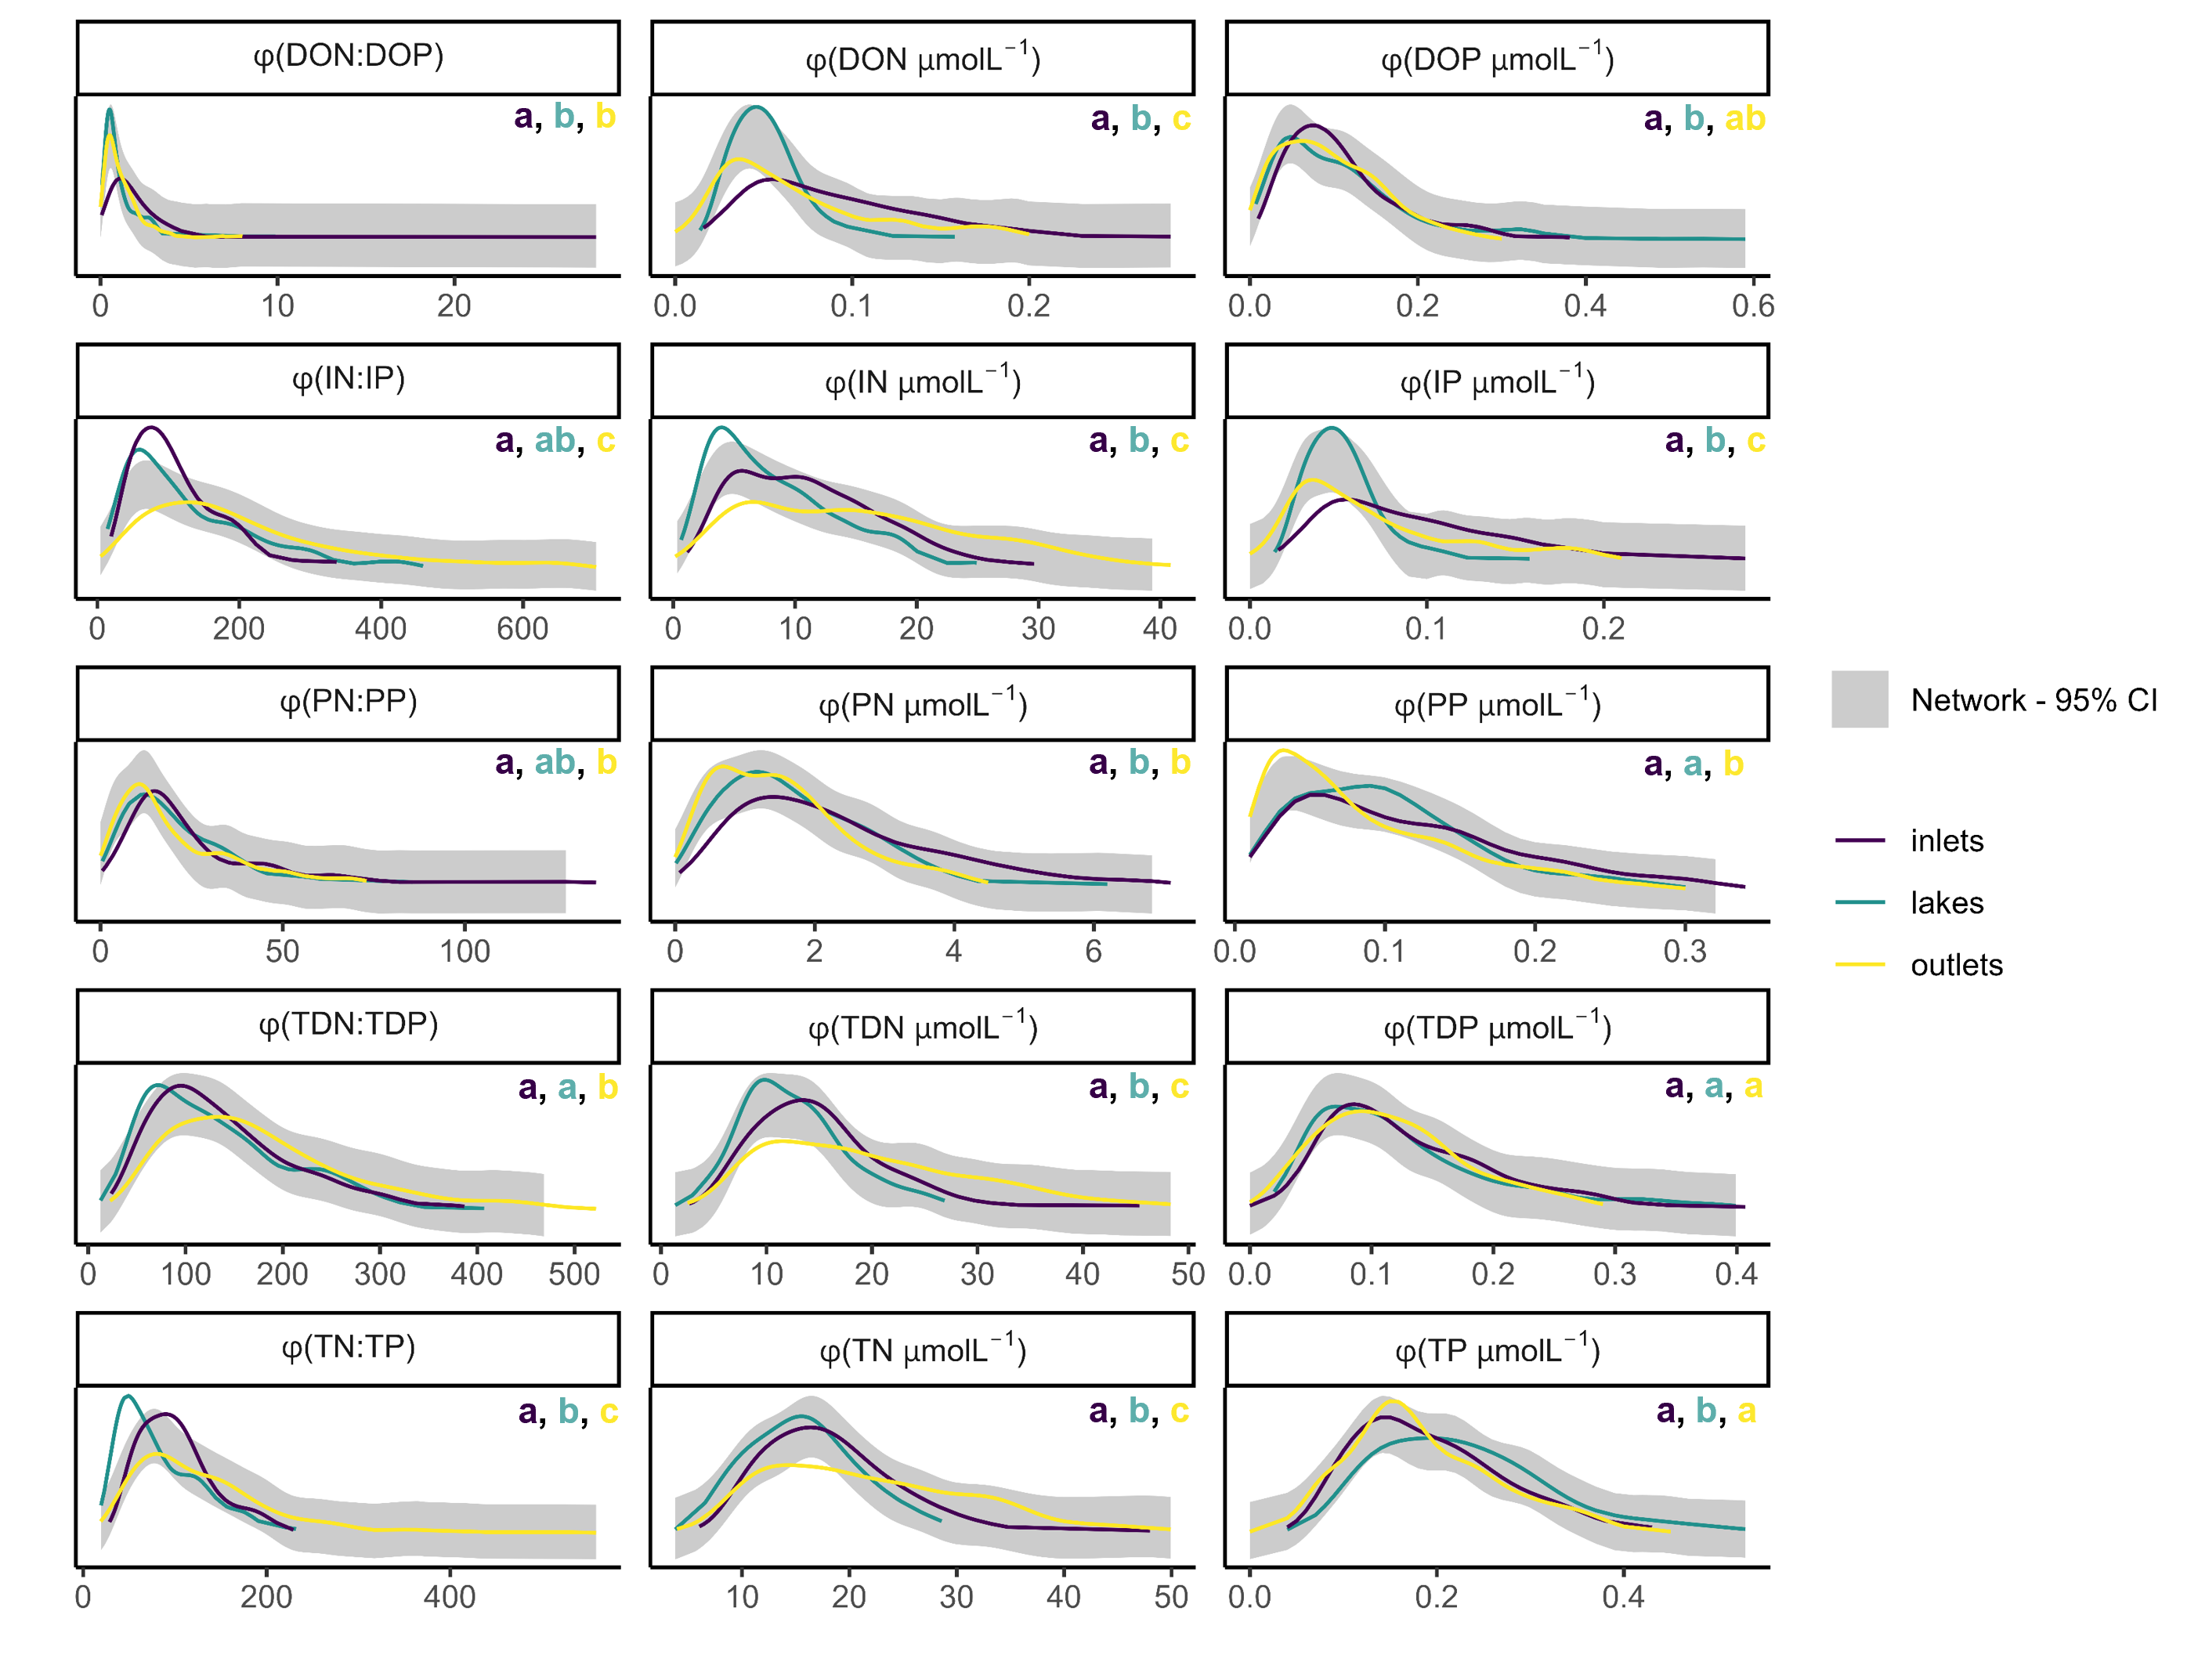 φ(DON:DOP) φ(DON µmolL⁻¹) φ(DOP µmolL⁻¹)
a, b, b a, b, c a, b, ab
0 10 20 0.0 0.1 0.2 0.0 0.2 0.4 0.6
φ(IN:IP) φ(IN µmolL⁻¹) φ(IP µmolL⁻¹)
a, ab, c a, b, c a, b, c
0 200 400 600 0 10 20 30 40 0.0 0.1 0.2
φ(PN:PP) φ(PN µmolL⁻¹) φ(PP µmolL⁻¹)
Network - 95% CI
a, ab, b a, b, b a, a, b
inlets
lakes
0 50 100 0 2 4 6 0.0 0.1 0.2 0.3
outlets
φ(TDN:TDP) φ(TDN µmolL⁻¹) φ(TDP µmolL⁻¹)
a, a, b a, b, c a, a, a
0 100 200 300 400 500 0 10 20 30 40 50 0.0 0.1 0.2 0.3 0.4
φ(TN:TP) φ(TN µmolL⁻¹) φ(TP µmolL⁻¹)
a, b, c a, b, c a, b, a
0 200 400 10 20 30 40 50 0.0 0.2 0.4